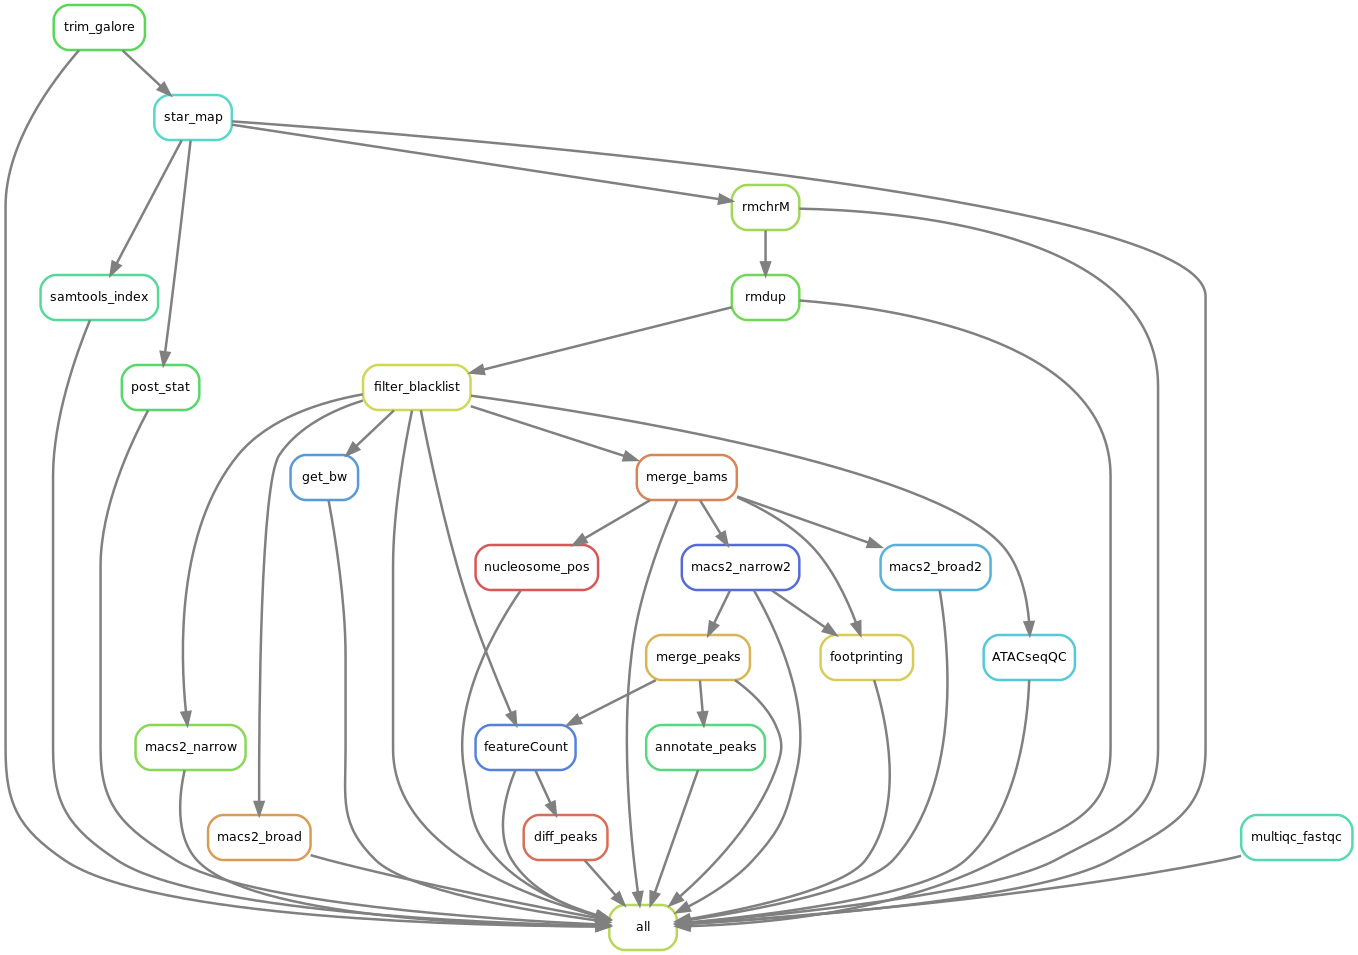 trim_galore
star_map
rmchrM
samtools_index
rmdup
post_stat
filter_blacklist
get_bw
merge_bams
nucleosome_pos
macs2_narrow2
macs2_broad2
merge_peaks
footprinting
ATACseqQC
macs2_narrow
featureCount
annotate_peaks
macs2_broad
diff_peaks
multiqc_fastqc
all